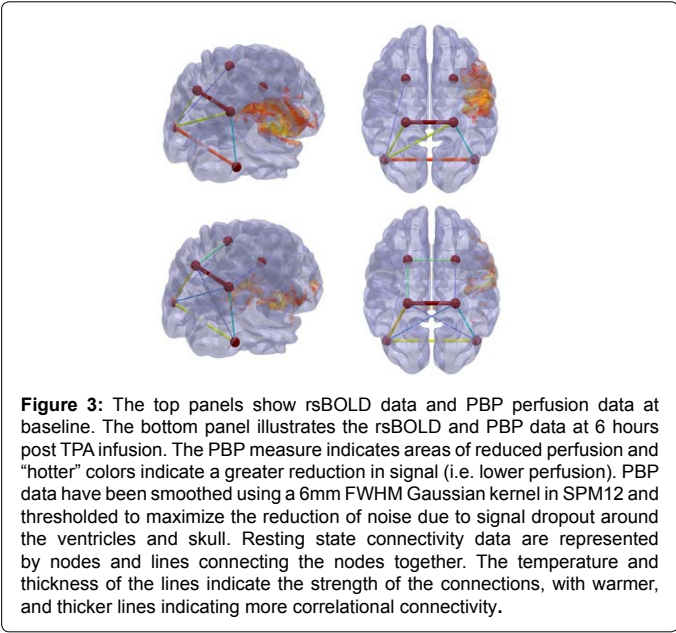 Figure 3: The top panels show rsBOLD data and PBP perfusion data at
baseline. The bottom panel illustrates the rsBOLD and PBP data at 6 hours
post TPA infusion. The PBP measure indicates areas of reduced perfusion and
“hotter” colors indicate a greater reduction in signal (i.e. lower perfusion). PBP
data have been smoothed using a 6mm FWHM Gaussian kernel in SPM12 and
thresholded to maximize the reduction of noise due to signal dropout around
the ventricles and skull. Resting state connectivity data are represented
by nodes and lines connecting the nodes together. The temperature and
thickness of the lines indicate the strength of the connections, with warmer,
and thicker lines indicating more correlational connectivity.